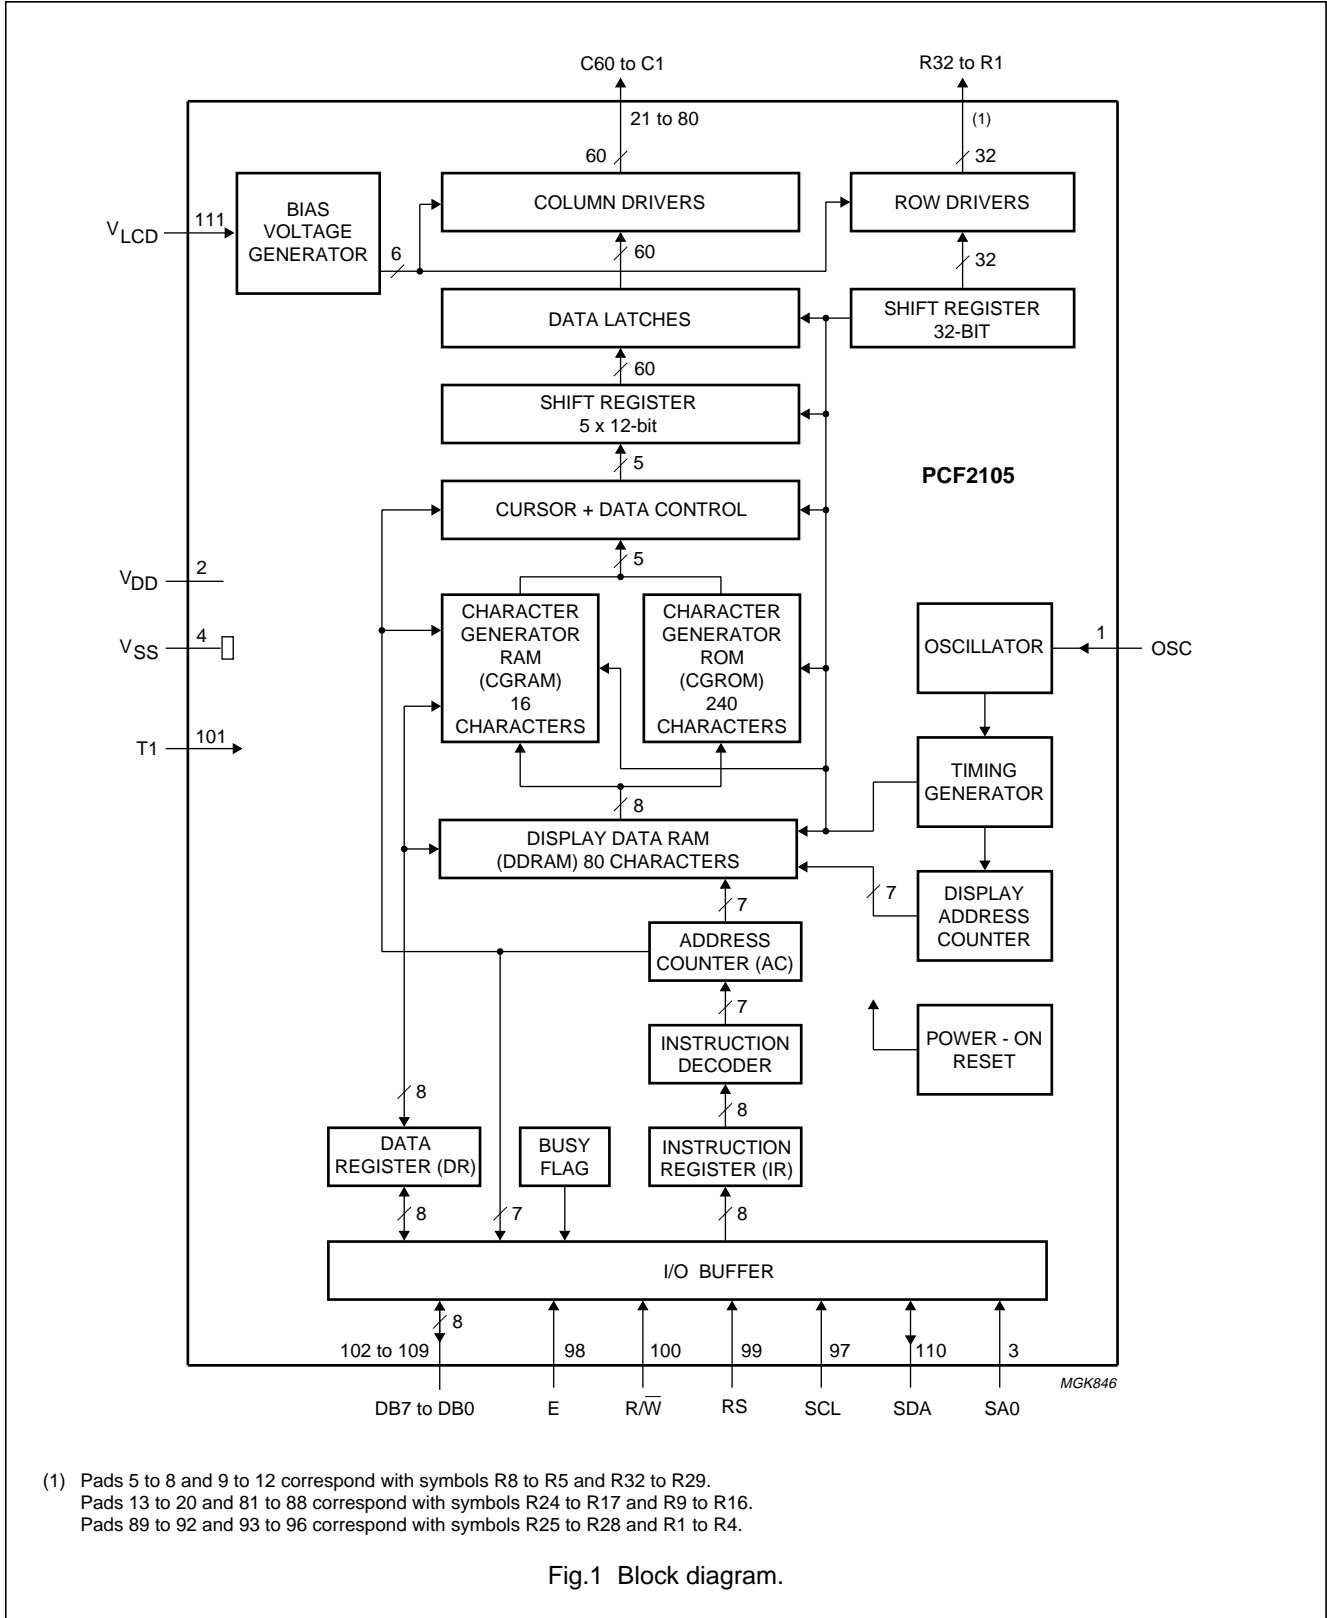 C60 to C1
R32 to R1
21 to 80
(1)
60
32
VLCD
111
BIAS
VOLTAGE
GENERATOR
6
COLUMN DRIVERS
ROW DRIVERS
60
32
DATA LATCHES
SHIFT REGISTER
32-BIT
60
SHIFT REGISTER
5 x 12-bit
5
PCF2105
CURSOR + DATA CONTROL
5
VDD
2
VSS
4
T1
101
CHARACTER
GENERATOR
RAM
(CGRAM)
16
CHARACTERS
CHARACTER
GENERATOR
ROM
(CGROM)
240
CHARACTERS
OSCILLATOR
1
OSC
TIMING
GENERATOR
8
DISPLAY DATA RAM
(DDRAM) 80 CHARACTERS
7
DISPLAY
ADDRESS
COUNTER
7
ADDRESS
COUNTER (AC)
7
INSTRUCTION
DECODER
POWER - ON
RESET
8
8
DATA
REGISTER (DR)
BUSY
FLAG
INSTRUCTION
REGISTER (IR)
8
7
8
I/O BUFFER
8
102 to 109
98
100
99
97
110
3
MGK846
DB7 to DB0
E
R/W̅
RS
SCL
SDA
SA0
(1) Pads 5 to 8 and 9 to 12 correspond with symbols R8 to R5 and R32 to R29.
Pads 13 to 20 and 81 to 88 correspond with symbols R24 to R17 and R9 to R16.
Pads 89 to 92 and 93 to 96 correspond with symbols R25 to R28 and R1 to R4.
Fig.1 Block diagram.